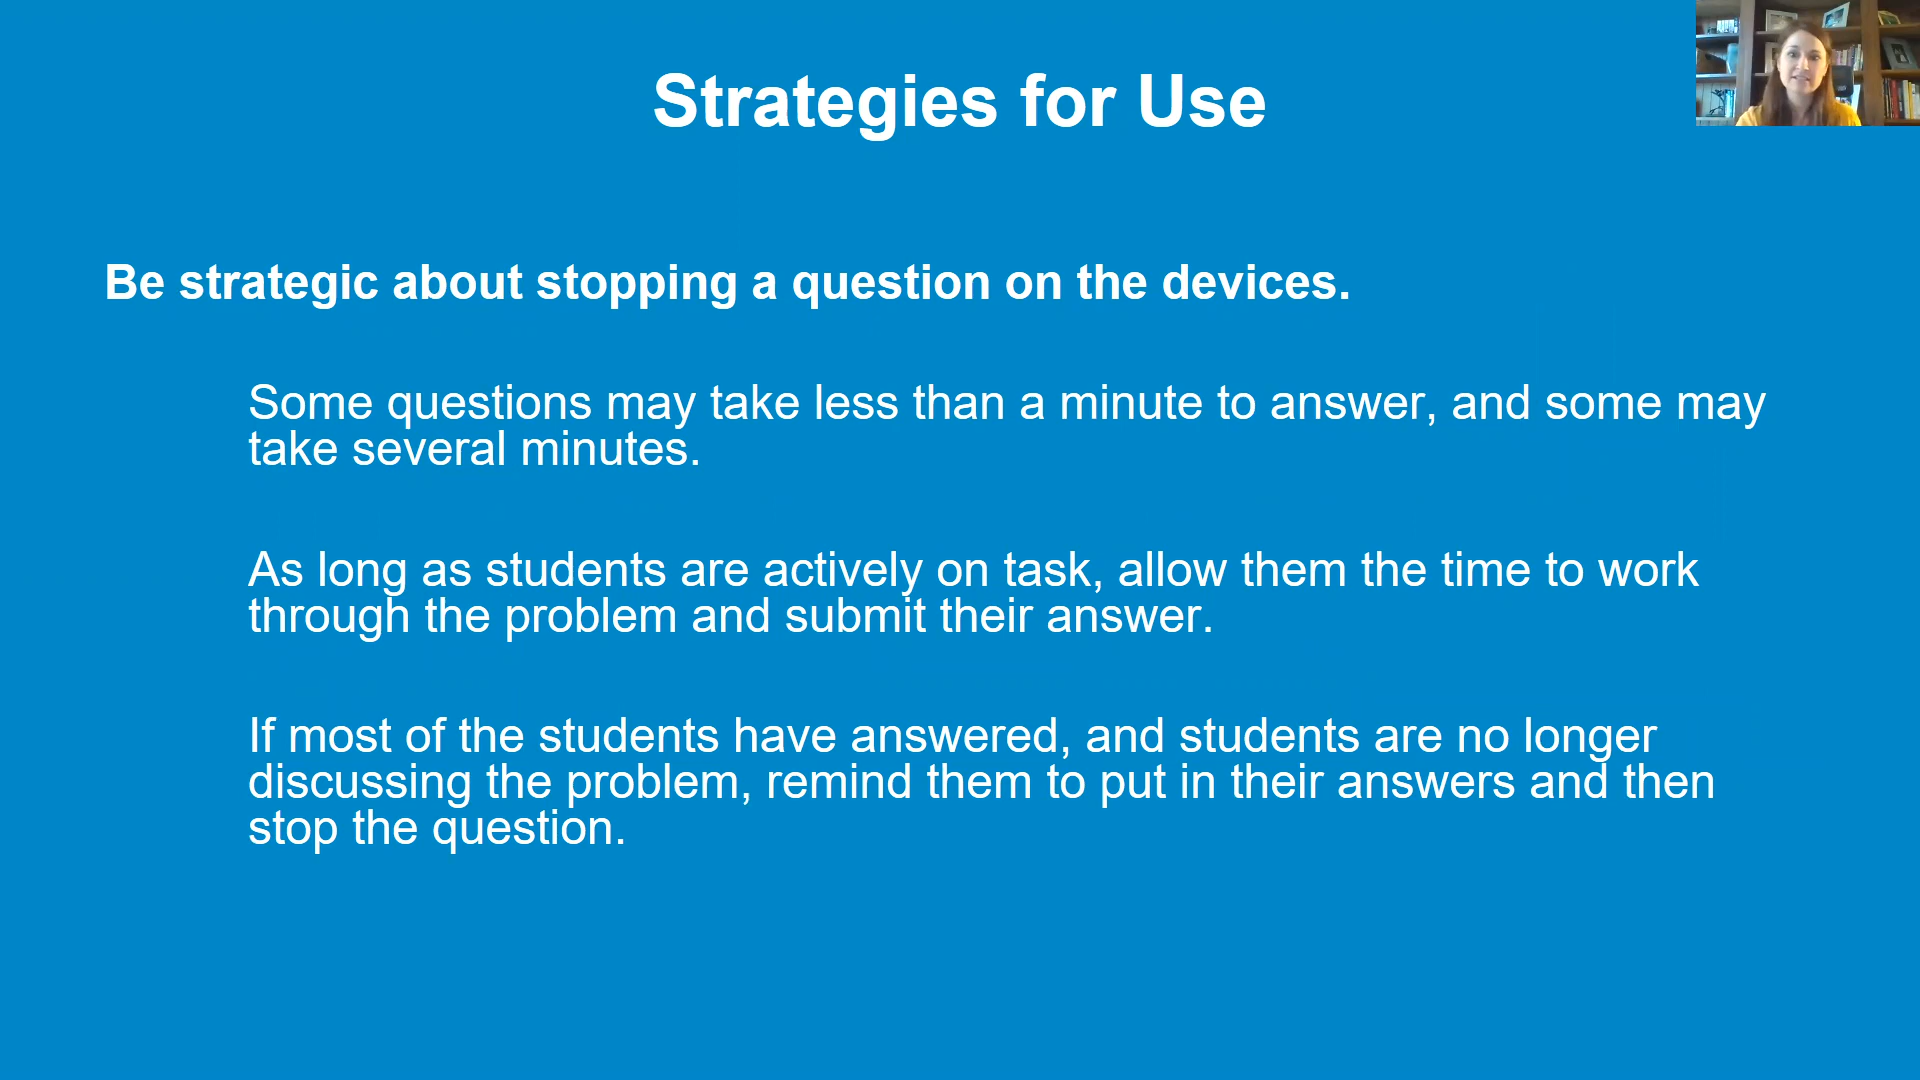 Strategies for Use
Be strategic about stopping a question on the devices.
Some questions may take less than a minute to answer, and some may
take several minutes.
As long as students are actively on task, allow them the time to work
through the problem and submit their answer.
If most of the students have answered, and students are no longer
discussing the problem, remind them to put in their answers and then
stop the question.